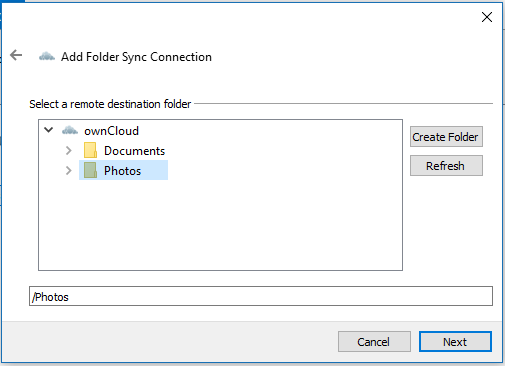 Add Folder Sync Connection
Select a remote destination folder
ownCloud
Documents
Photos
Create Folder
Refresh
/Photos
Cancel
Next